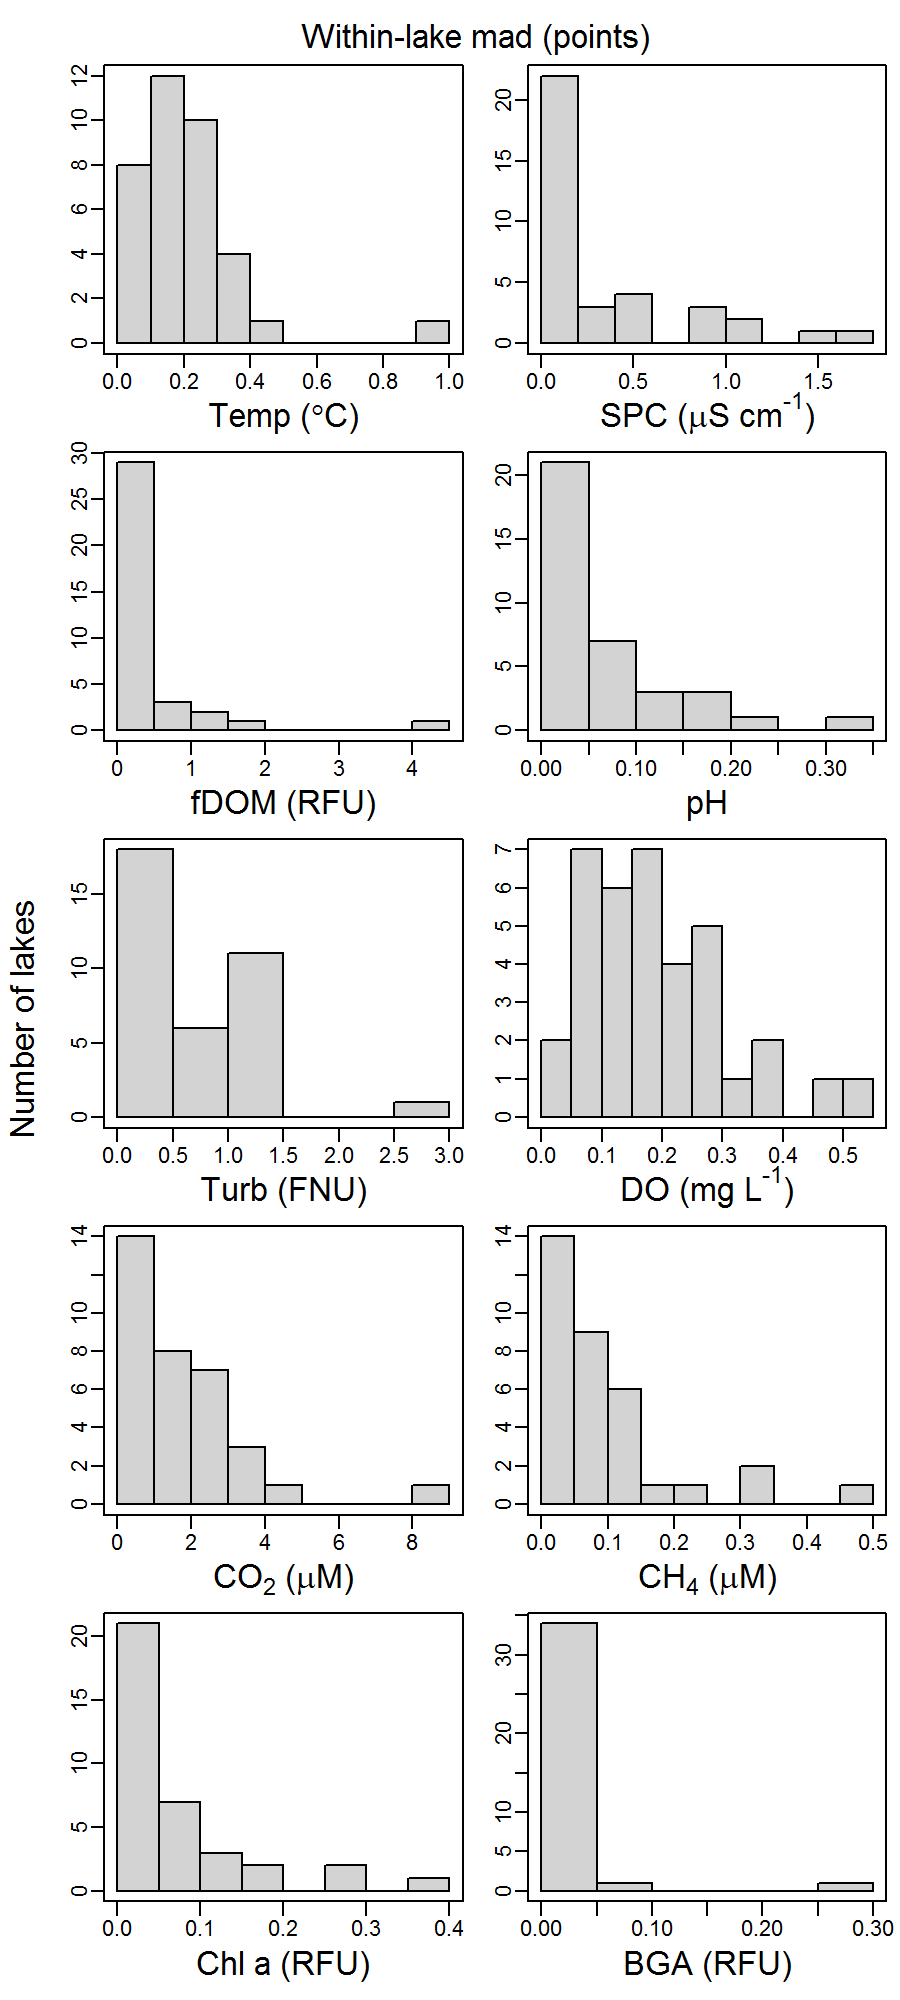 Within-lake mad (points)
Number of lakes
0 2 4 6 8 10 12
0.0 0.2 0.4 0.6 0.8 1.0
Temp (°C)
0 5 10 15 20
0.0 0.5 1.0 1.5
SPC (μS cm⁻¹)
0 5 10 15 20 25 30
0 1 2 3 4
fDOM (RFU)
0 5 10 15 20
0.00 0.10 0.20 0.30
pH
0 5 10 15
0.0 0.5 1.0 1.5 2.0 2.5 3.0
Turb (FNU)
0 1 2 3 4 5 6 7
0.0 0.1 0.2 0.3 0.4 0.5
DO (mg L⁻¹)
0 2 4 6 8 10 14
0 2 4 6 8
CO₂ (μM)
0 2 4 6 8 10 14
0.0 0.1 0.2 0.3 0.4 0.5
CH₄ (μM)
0 5 10 15 20
0.0 0.1 0.2 0.3 0.4
Chl a (RFU)
0 5 10 20 30
0.00 0.10 0.20 0.30
BGA (RFU)